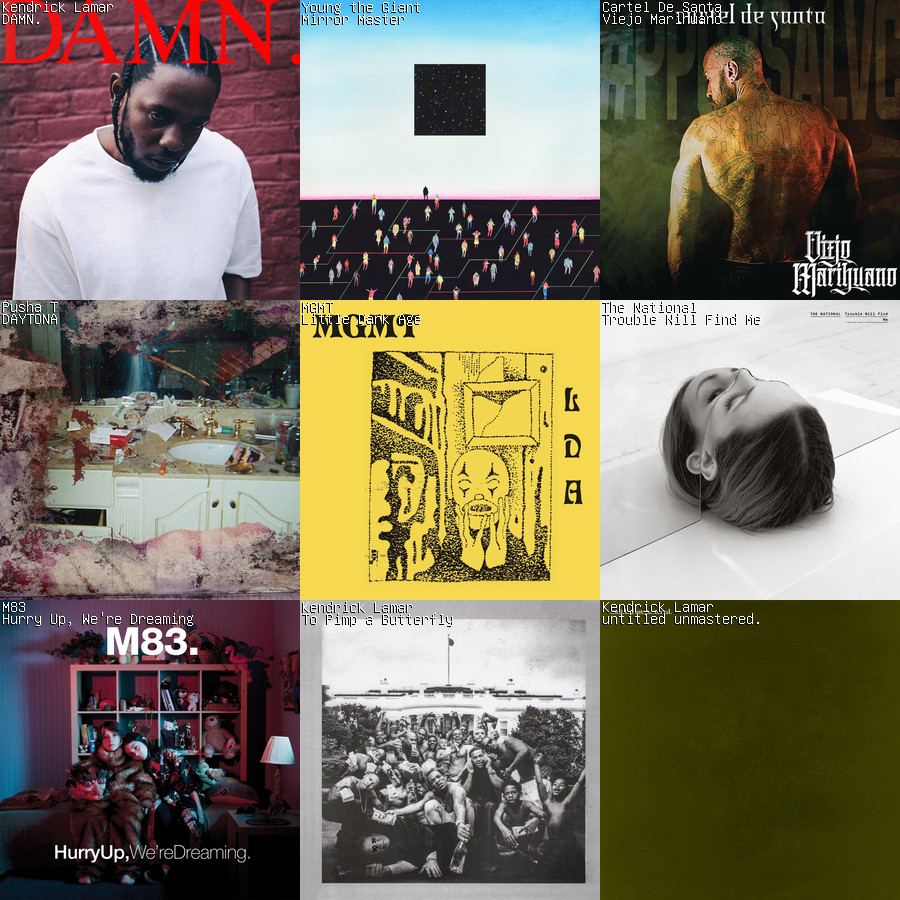 Kendrick Lamar
DAMN.
DAMN.
Young the Giant
Mirror Master
Cartel De Santa
Viejo Marihuano
Cartel de santa
Viejo
Marihuano
Pusha T
DAYTONA
MGMT
Little Dark Age
MGMT
L
D
A
The National
Trouble Will Find Me
THE NATIONAL Trouble Will Find
Me
M83
Hurry Up, We're Dreaming
M83.
HurryUp,We'reDreaming.
Kendrick Lamar
To Pimp a Butterfly
Kendrick Lamar
untitled unmastered.